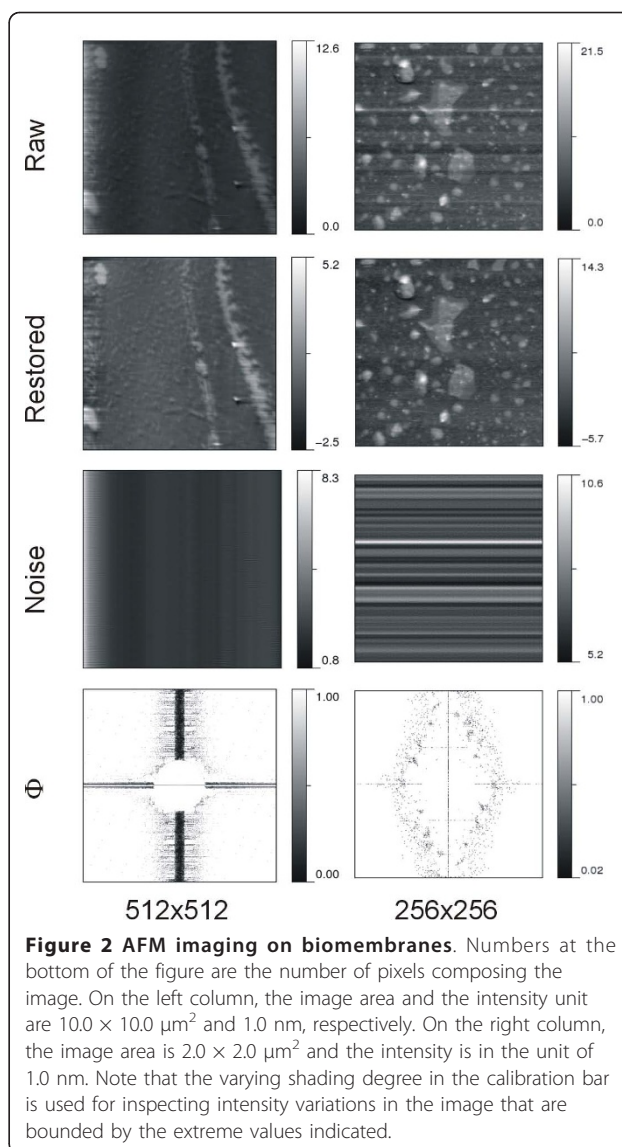 Raw
12.6
0.0
21.5
0.0
Restored
5.2
−2.5
14.3
−5.7
Noise
8.3
0.8
10.6
5.2
Φ
1.00
0.00
1.00
0.02
512x512
256x256
Figure 2 AFM imaging on biomembranes. Numbers at the
bottom of the figure are the number of pixels composing the
image. On the left column, the image area and the intensity unit
are 10.0 × 10.0 μm² and 1.0 nm, respectively. On the right column,
the image area is 2.0 × 2.0 μm² and the intensity is in the unit of
1.0 nm. Note that the varying shading degree in the calibration bar
is used for inspecting intensity variations in the image that are
bounded by the extreme values indicated.